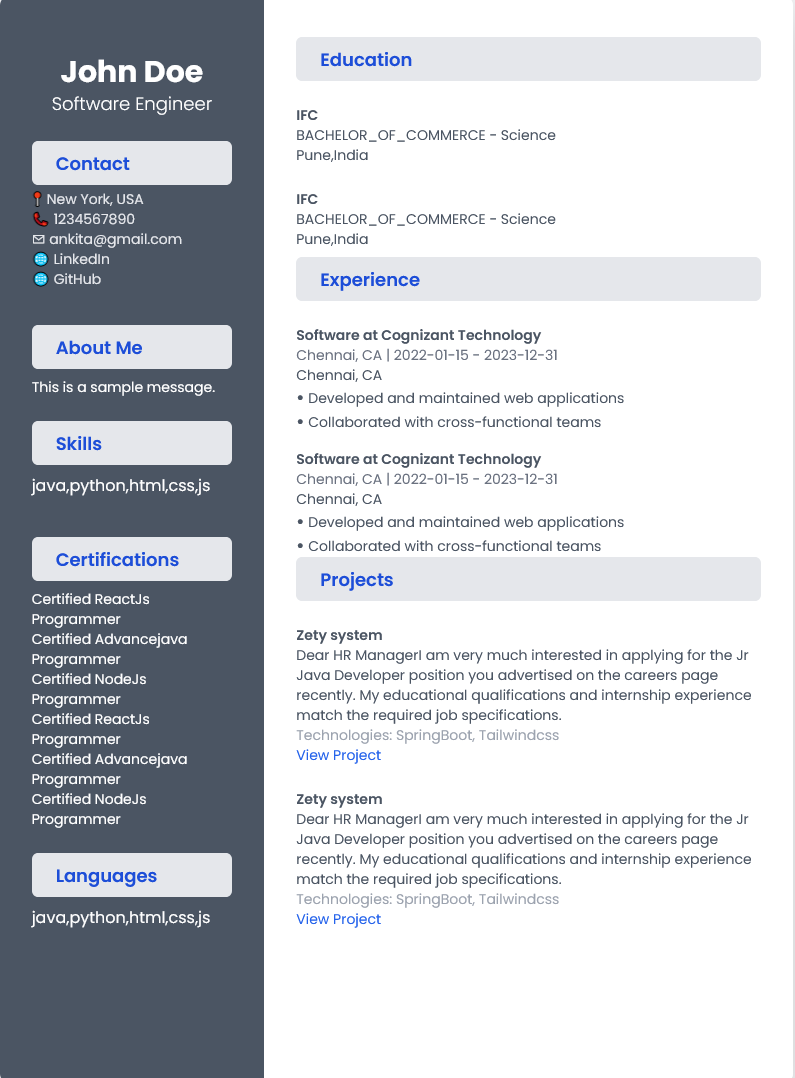 John Doe
Software Engineer
Contact
📍 New York, USA
📞 1234567890
✉ ankita@gmail.com
🌐 LinkedIn
🌐 GitHub
About Me
This is a sample message.
Skills
java,python,html,css,js
Certifications
Certified ReactJs
Programmer
Certified Advancejava
Programmer
Certified NodeJs
Programmer
Certified ReactJs
Programmer
Certified Advancejava
Programmer
Certified NodeJs
Programmer
Languages
java,python,html,css,js
Education
IFC
BACHELOR_OF_COMMERCE - Science
Pune,India
IFC
BACHELOR_OF_COMMERCE - Science
Pune,India
Experience
Software at Cognizant Technology
Chennai, CA | 2022-01-15 - 2023-12-31
Chennai, CA
• Developed and maintained web applications
• Collaborated with cross-functional teams
Software at Cognizant Technology
Chennai, CA | 2022-01-15 - 2023-12-31
Chennai, CA
• Developed and maintained web applications
• Collaborated with cross-functional teams
Projects
Zety system
Dear HR ManagerI am very much interested in applying for the Jr
Java Developer position you advertised on the careers page
recently. My educational qualifications and internship experience
match the required job specifications.
Technologies: SpringBoot, Tailwindcss
View Project
Zety system
Dear HR ManagerI am very much interested in applying for the Jr
Java Developer position you advertised on the careers page
recently. My educational qualifications and internship experience
match the required job specifications.
Technologies: SpringBoot, Tailwindcss
View Project